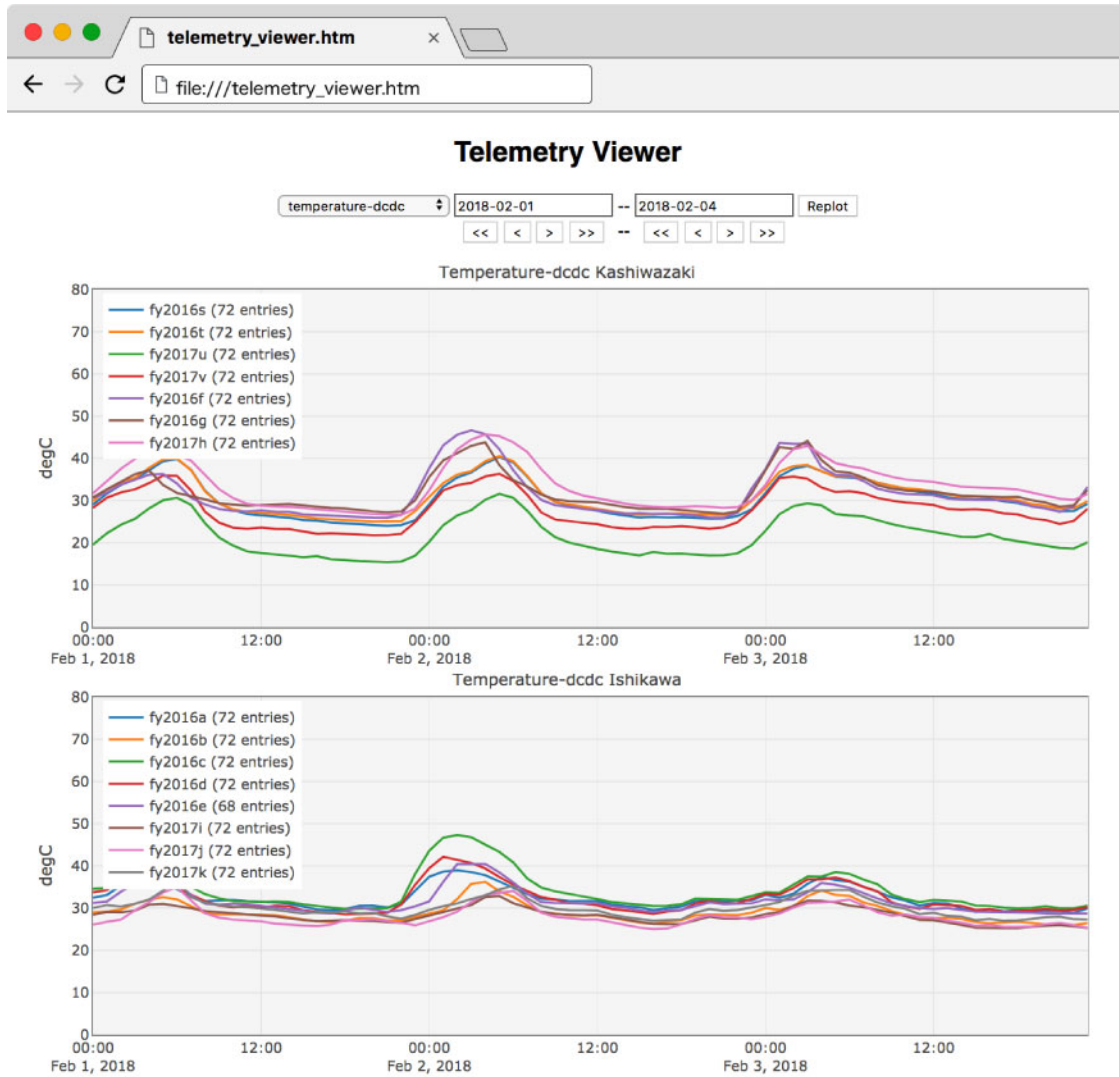 telemetry_viewer.htm ×
file:///telemetry_viewer.htm
Telemetry Viewer
temperature-dcdc 2018-02-01 -- 2018-02-04 Replot
<< < > >> -- << < > >>
Temperature-dcdc Kashiwazaki
80
70
60
50
40
30
20
10
0
degC
fy2016s (72 entries)
fy2016t (72 entries)
fy2017u (72 entries)
fy2017v (72 entries)
fy2016f (72 entries)
fy2016g (72 entries)
fy2017h (72 entries)
00:00 12:00 00:00 12:00 00:00 12:00
Feb 1, 2018 Feb 2, 2018 Feb 3, 2018
Temperature-dcdc Ishikawa
80
70
60
50
40
30
20
10
0
degC
fy2016a (72 entries)
fy2016b (72 entries)
fy2016c (72 entries)
fy2016d (72 entries)
fy2016e (68 entries)
fy2017i (72 entries)
fy2017j (72 entries)
fy2017k (72 entries)
00:00 12:00 00:00 12:00 00:00 12:00
Feb 1, 2018 Feb 2, 2018 Feb 3, 2018